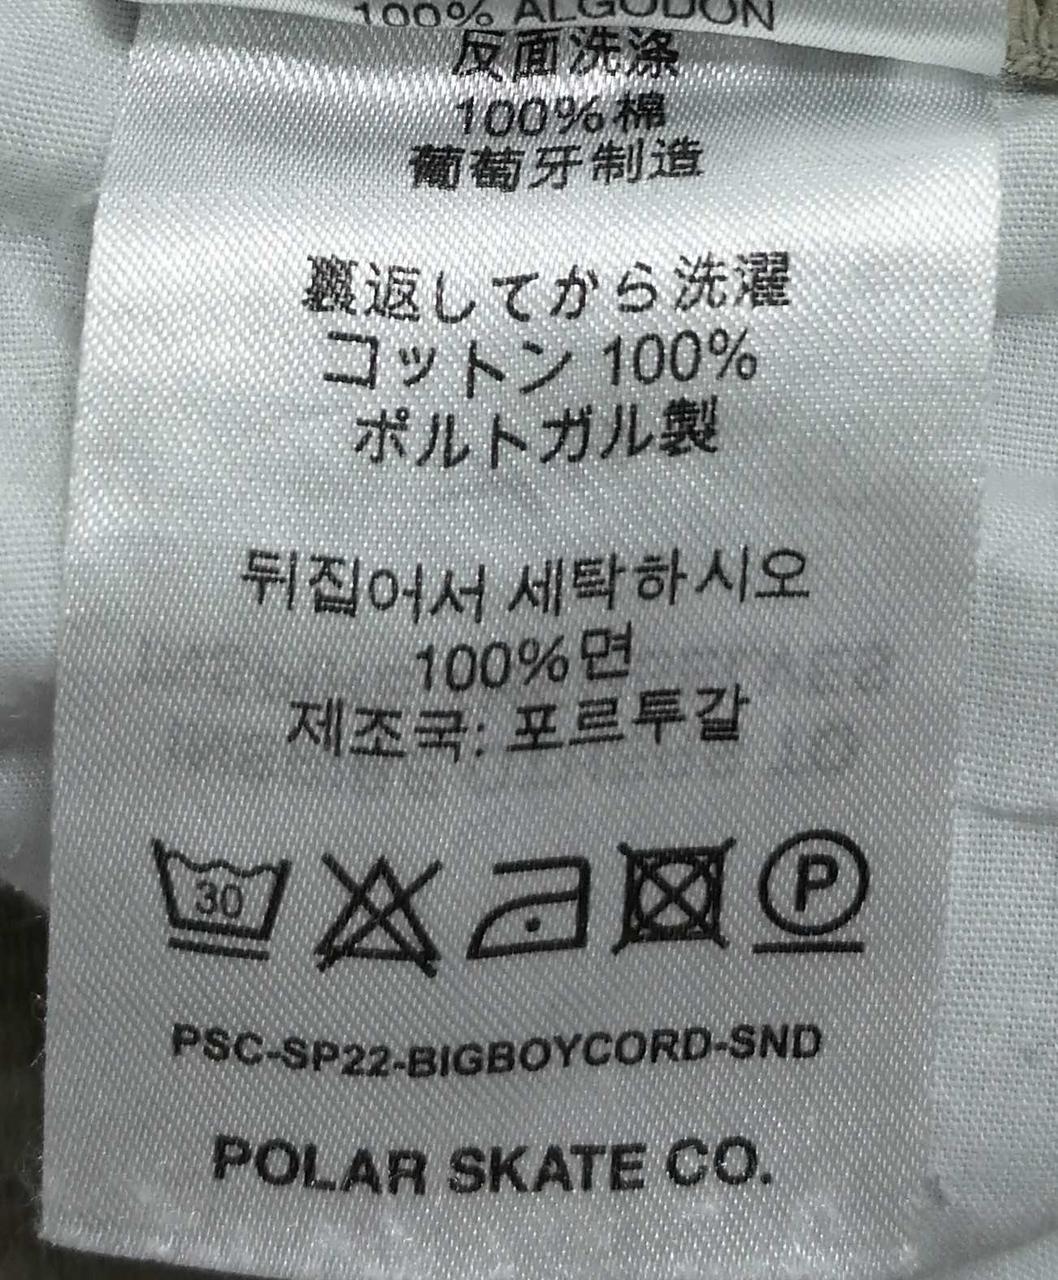 100% ALGODÓN
反面洗涤
100%棉
葡萄牙制造
裏返してから洗濯
コットン 100%
ポルトガル製
뒤집어서 세탁하시오
100%면
제조국: 포르투갈
30
P
PSC-SP22-BIGBOYCORD-SND
POLAR SKATE CO.